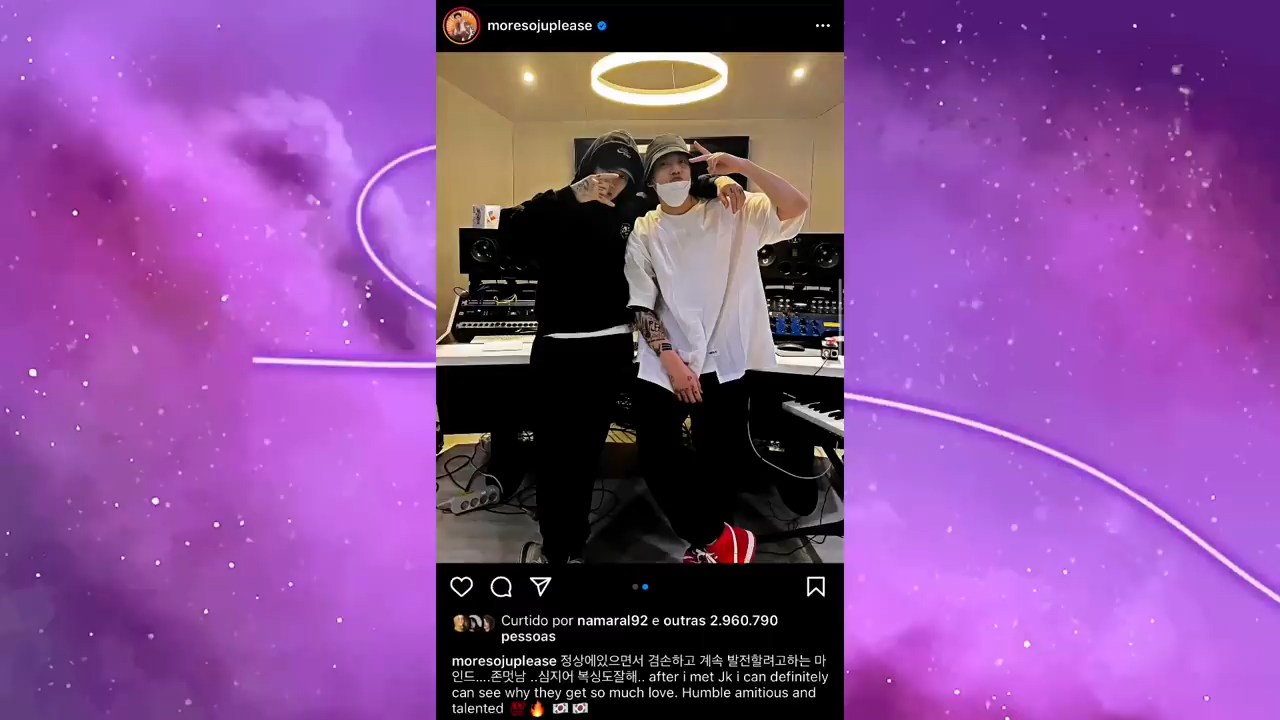 moresojuplease
Curtido por namaral92 e outras 2.960.790
pessoas
moresojuplease 정상에있으면서 겸손하고 계속 발전할려고하는 마
인드....존멋남 ..심지어 복싱도잘해.. after i met Jk i can definitely
can see why they get so much love. Humble amitious and
talented 💯🔥 🇰🇷🇰🇷